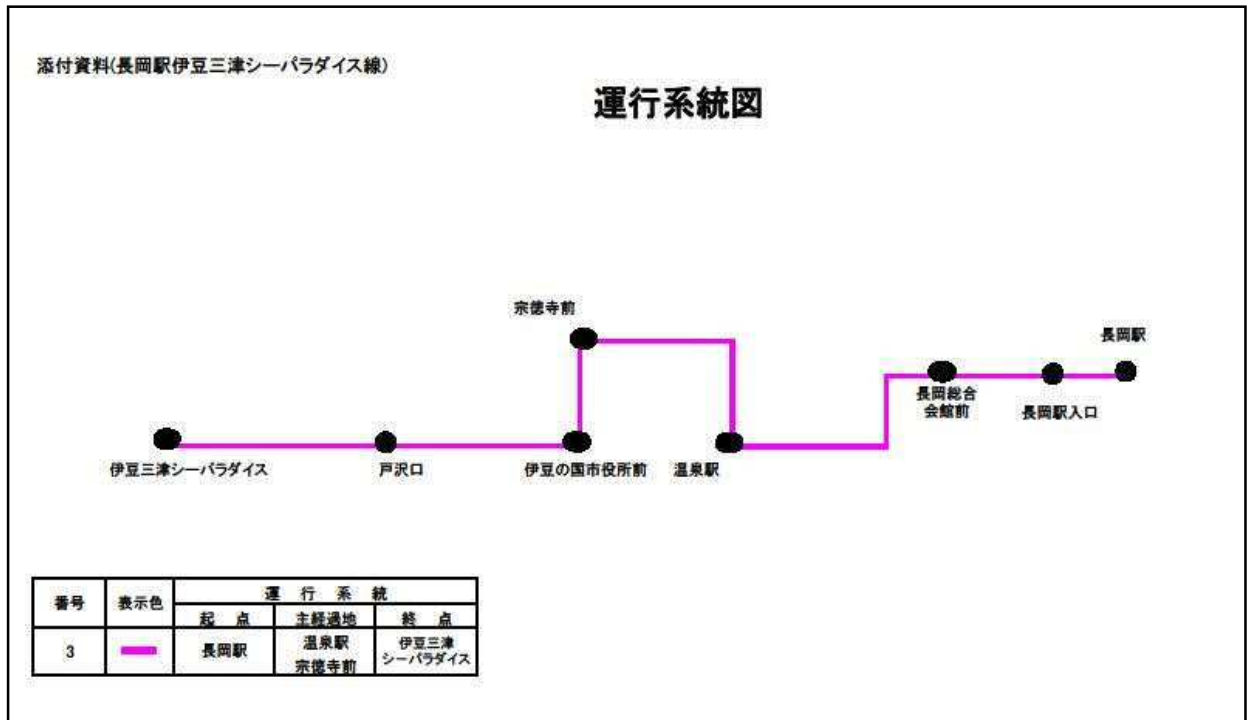 添付資料(長岡駅伊豆三津シーパラダイス線)
運行系統図
宗徳寺前
長岡駅
長岡総合
会館前
長岡駅入口
伊豆三津シーパラダイス
戸沢口
伊豆の国市役所前
温泉駅
番号
表示色
運 行 系 統
起 点
主経過地
終 点
3
長岡駅
温泉駅
宗徳寺前
伊豆三津
シーパラダイス